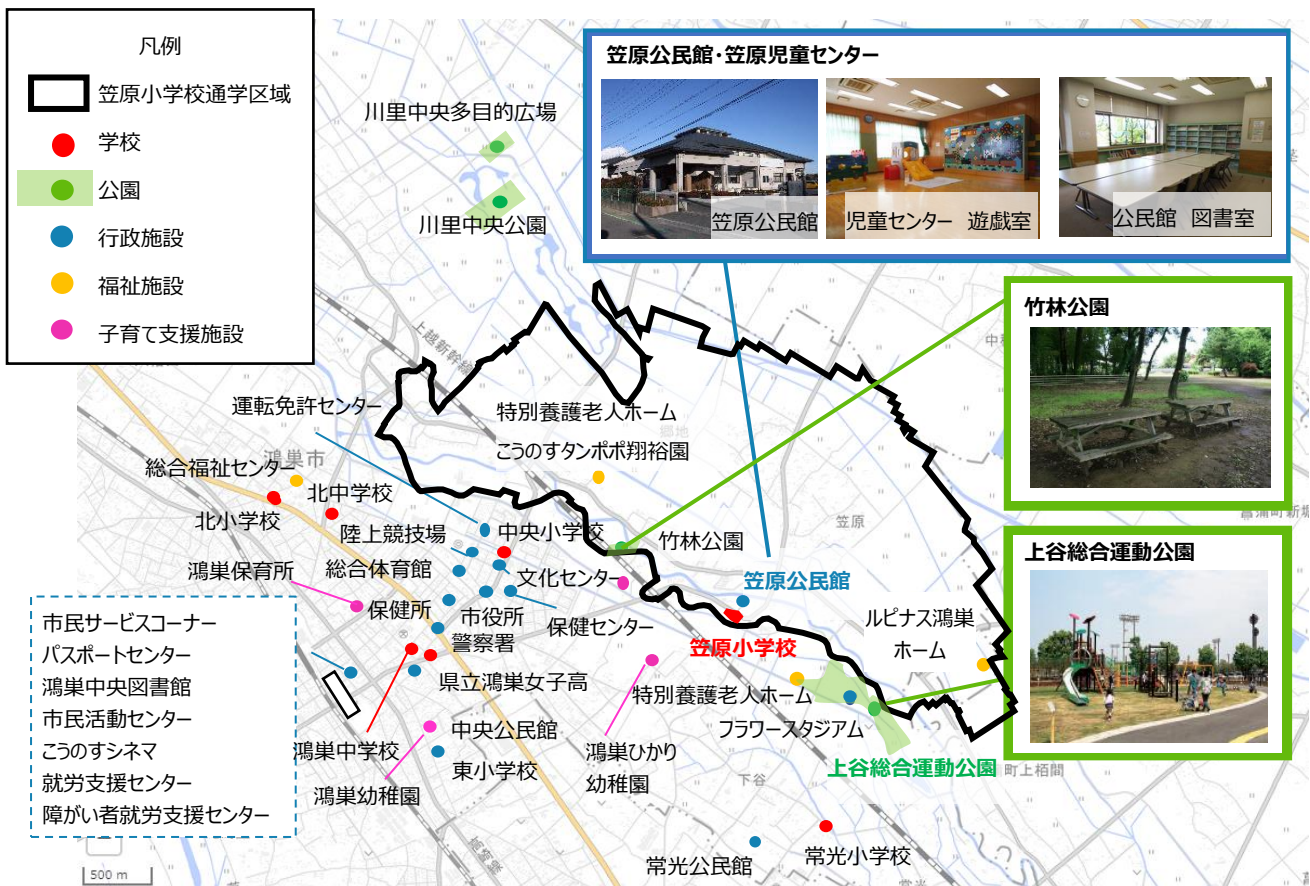 凡例
笠原小学校通学区域
学校
公園
行政施設
福祉施設
子育て支援施設
笠原公民館・笠原児童センター
笠原公民館
児童センター 遊戯室
公民館 図書室
川里中央多目的広場
川里中央公園
竹林公園
上越新幹線
運転免許センター
特別養護老人ホーム
こうのすタンポポ翔裕園
鴻巣市
総合福祉センター
北中学校
北小学校
陸上競技場
中央小学校
竹林公園
笠原
菖蒲町新堀
上谷総合運動公園
鴻巣保育所
総合体育館
文化センター
笠原公民館
保健所
市役所
保健センター
警察署
笠原小学校
ルピナス鴻巣
ホーム
市民サービスコーナー
パスポートセンター
鴻巣中央図書館
市民活動センター
こうのすシネマ
就労支援センター
障がい者就労支援センター
県立鴻巣女子高
特別養護老人ホーム
フラワースタジアム
中央公民館
鴻巣中学校
東小学校
鴻巣ひかり
幼稚園
鴻巣幼稚園
上谷総合運動公園
町上栢間
下谷
常光公民館
常光小学校
500 m